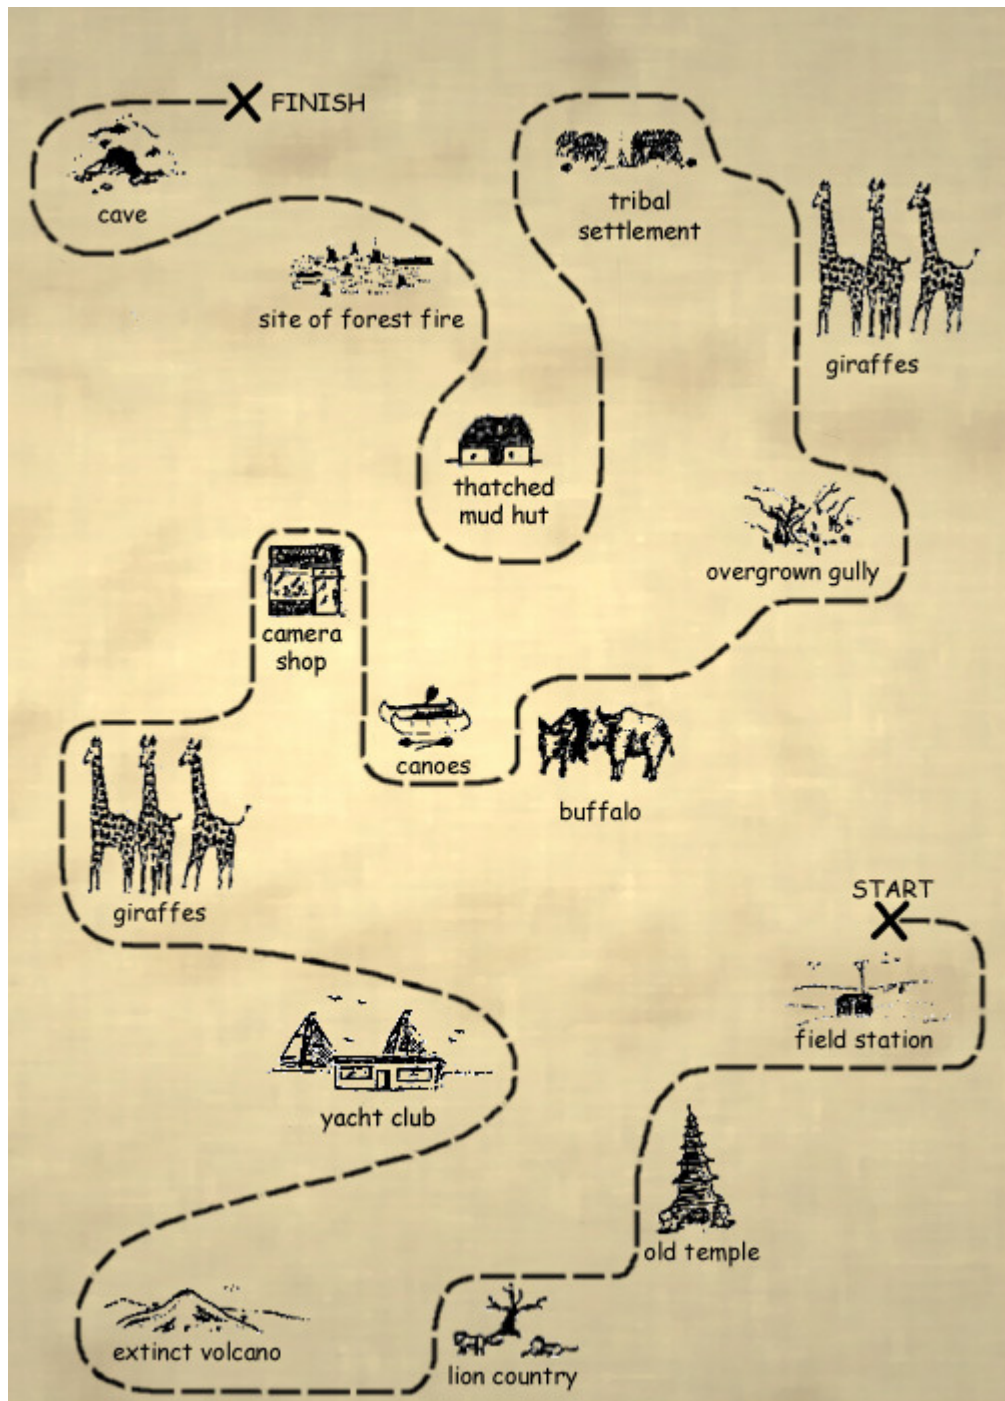 FINISH
cave
tribal
settlement
site of forest fire
giraffes
thatched
mud hut
overgrown gully
camera
shop
canoes
buffalo
giraffes
START
field station
yacht club
old temple
extinct volcano
lion country